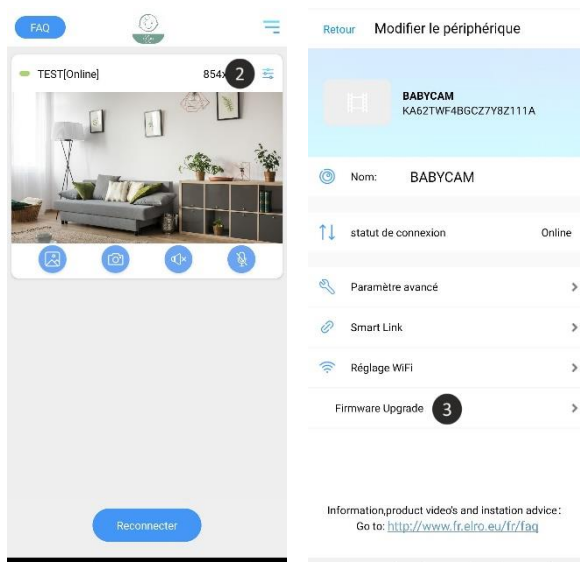 FAQ
TEST[Online]
854x
2
Reconnecter
Retour
Modifier le périphérique
BABYCAM
KA62TWF4BGCZ7Y8Z111A
Nom:
BABYCAM
statut de connexion
Online
Paramètre avancé
Smart Link
Réglage WiFi
Firmware Upgrade
3
Information,product video's and instation advice:
Go to: http://www.fr.elro.eu/fr/faq